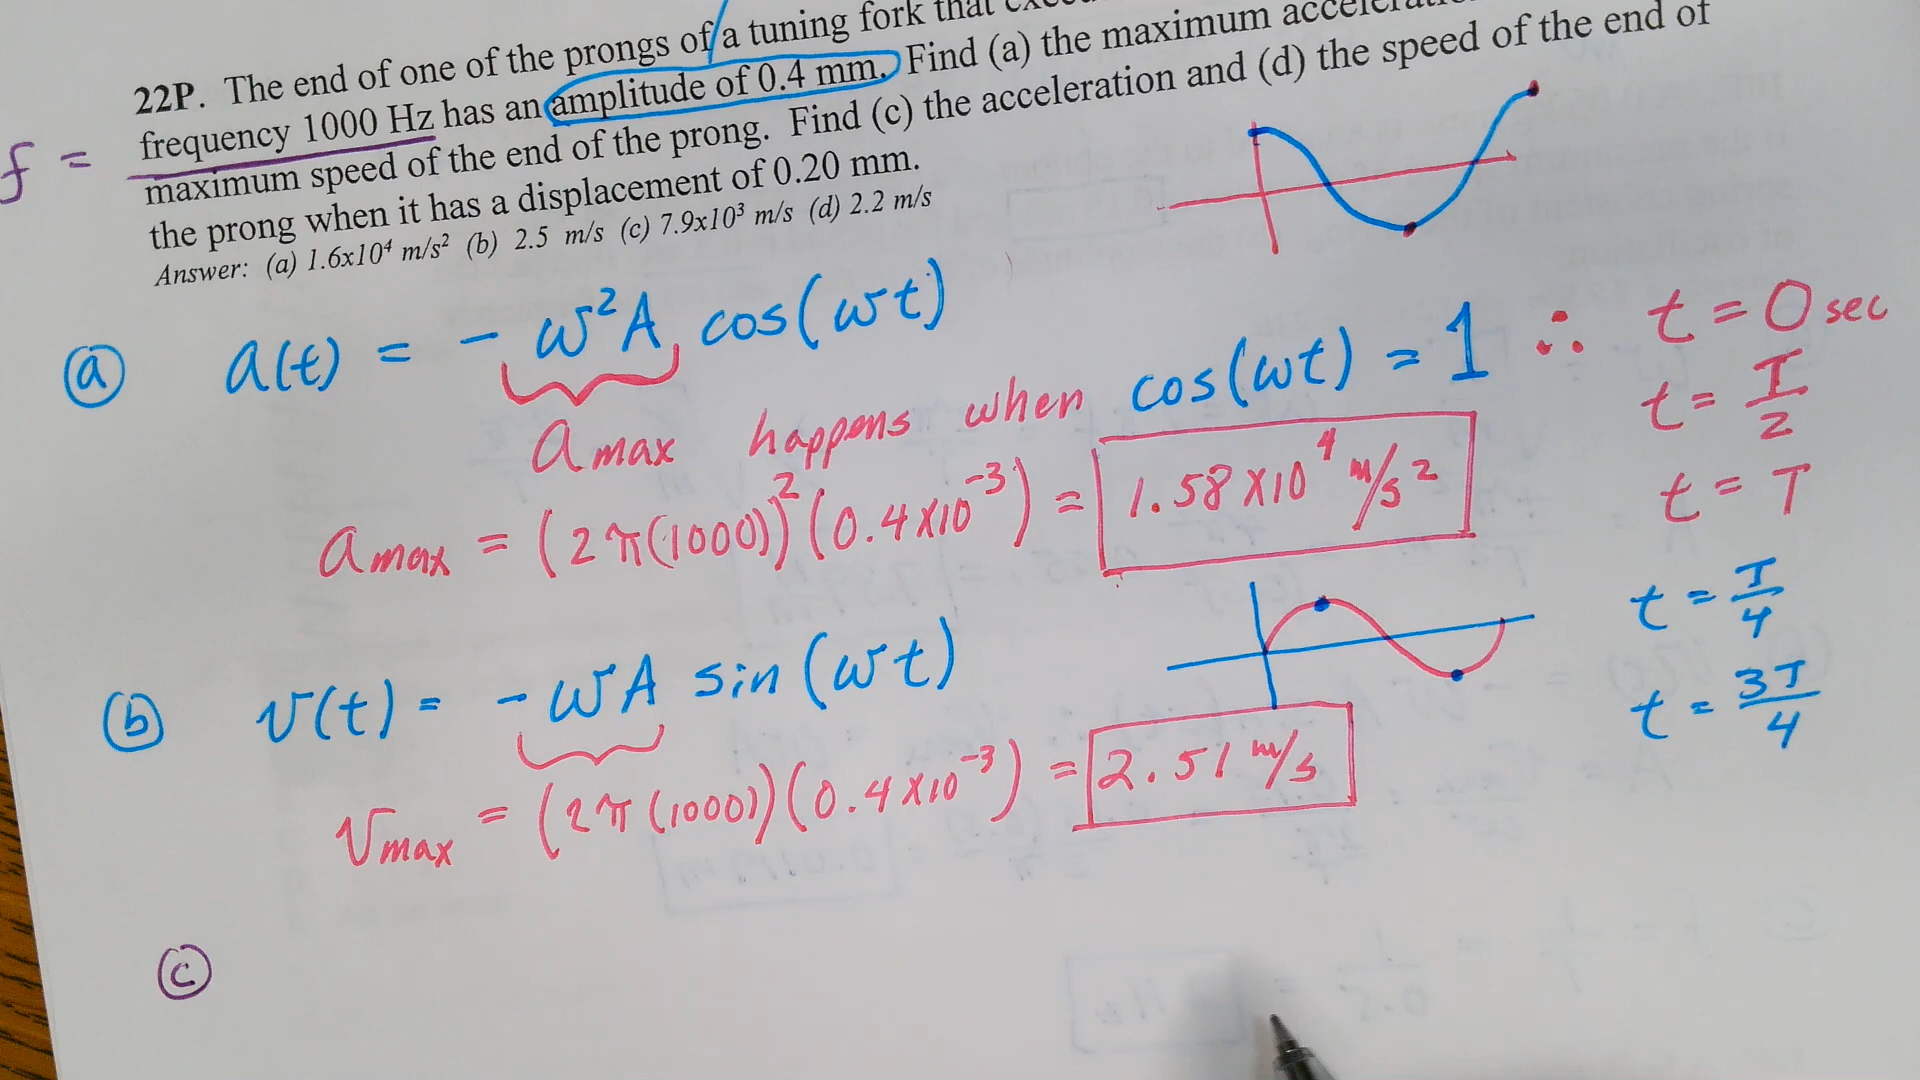 22P. The end of one of the prongs of a tuning fork that
frequency 1000 Hz has an amplitude of 0.4 mm. Find (a) the maximum
maximum speed of the end of the prong. Find (c) the acceleration and (d) the speed of the end of
the prong when it has a displacement of 0.20 mm.
Answer: (a) 1.6x10⁴ m/s² (b) 2.5 m/s (c) 7.9x10³ m/s (d) 2.2 m/s
f =
(a) a(t) = - ω²A cos(ωt)
a max happens when cos(ωt) = 1 ∴ t = 0 sec
t = T/2
t = T
a max = (2π(1000))² (0.4x10⁻³) = 1.58 x10⁴ m/s²
t = T/4
t = 3T/4
(b) v(t) = - ωA sin(ωt)
v max = (2π(1000)) (0.4x10⁻³) = 2.51 m/s
(c)